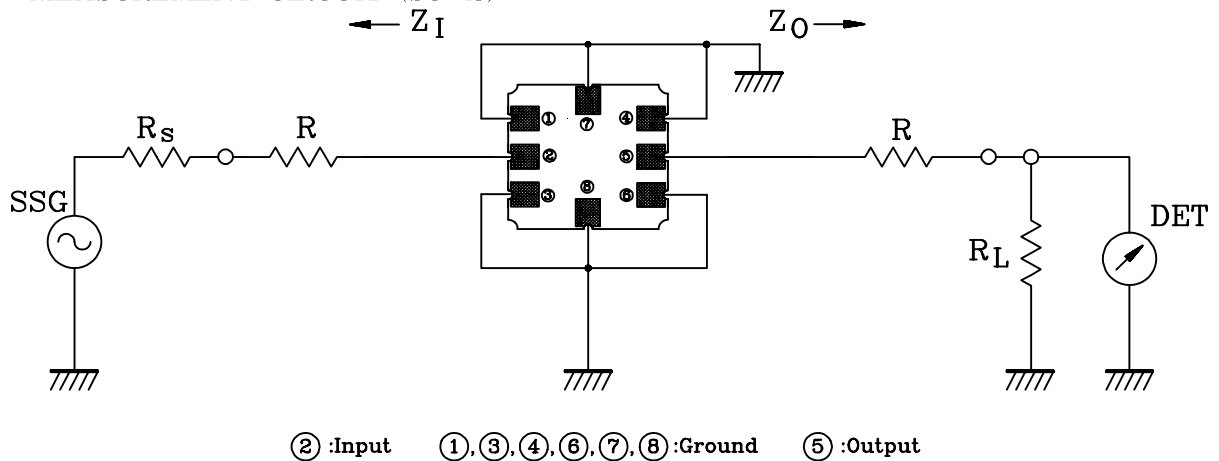 Z_I Z_O
① ⑦ ④
R_S R R
② ⑤
⑧
③ ⑥
SSG
DET
R_L
② :Input ①,③,④,⑥,⑦,⑧:Ground ⑤ :Output